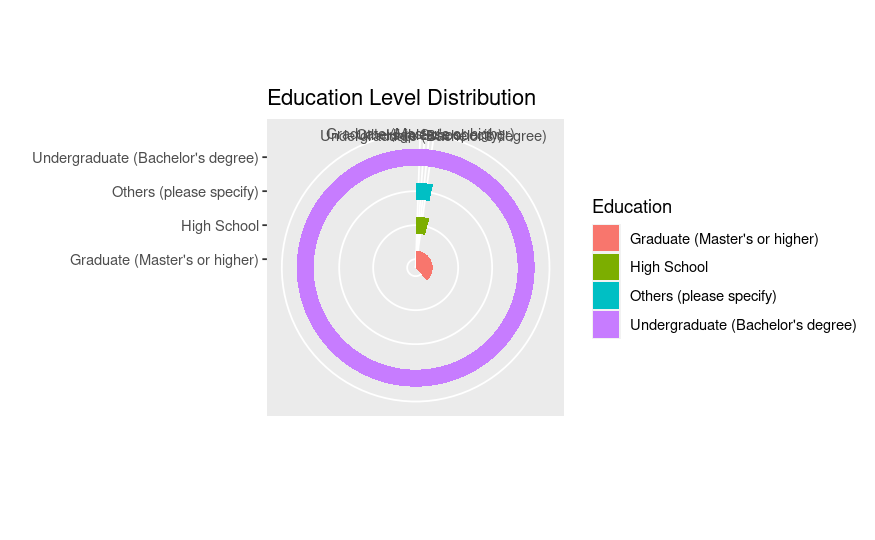 Education Level Distribution
Undergraduate (Bachelor's degree)
Others (please specify)
High School
Graduate (Master's or higher)
Education
Graduate (Master's or higher)
High School
Others (please specify)
Undergraduate (Bachelor's degree)